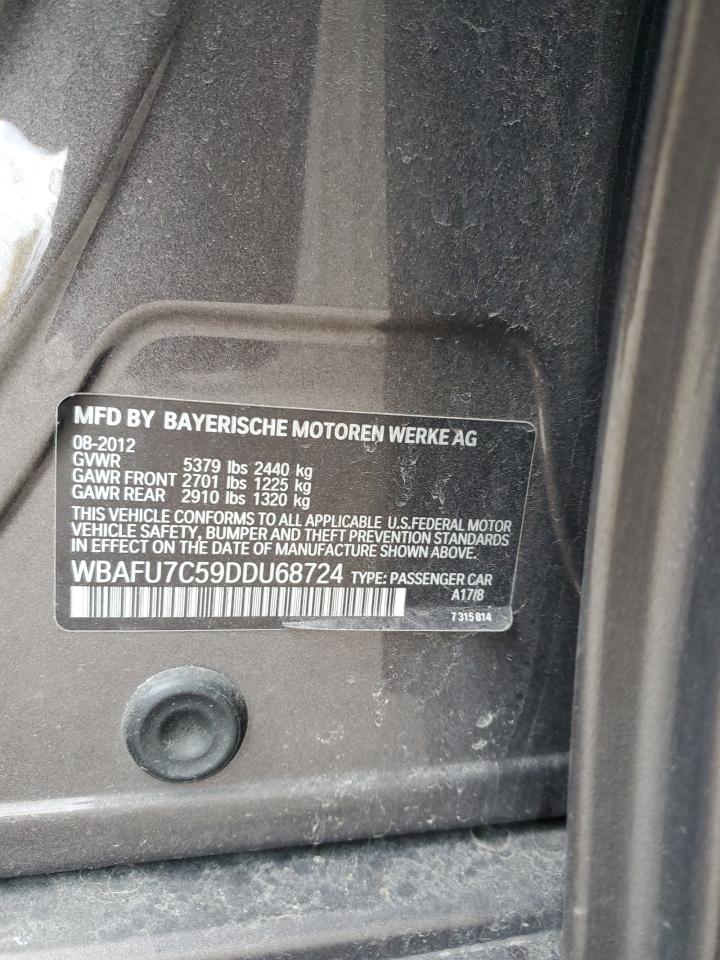 MFD BY BAYERISCHE MOTOREN WERKE AG
08-2012
GVWR 5379 lbs 2440 kg
GAWR FRONT 2701 lbs 1225 kg
GAWR REAR 2910 lbs 1320 kg
THIS VEHICLE CONFORMS TO ALL APPLICABLE U.S.FEDERAL MOTOR
VEHICLE SAFETY, BUMPER AND THEFT PREVENTION STANDARDS
IN EFFECT ON THE DATE OF MANUFACTURE SHOWN ABOVE.
WBAFU7C59DDU68724 TYPE: PASSENGER CAR
A17/8
7 315 814